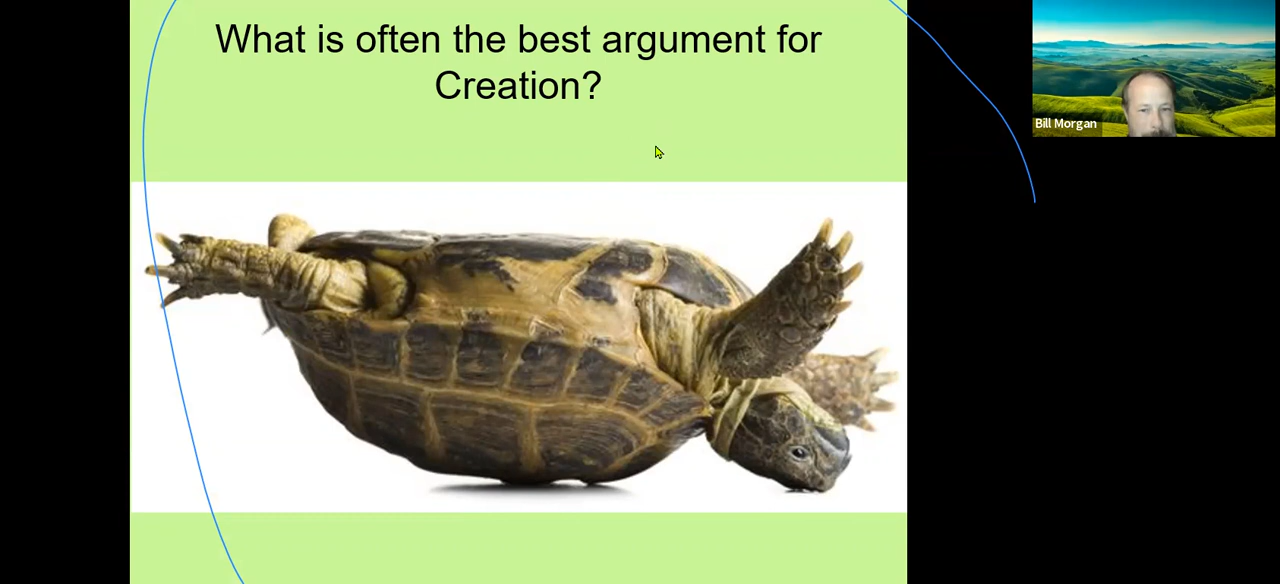 What is often the best argument for
Creation?
Bill Morgan